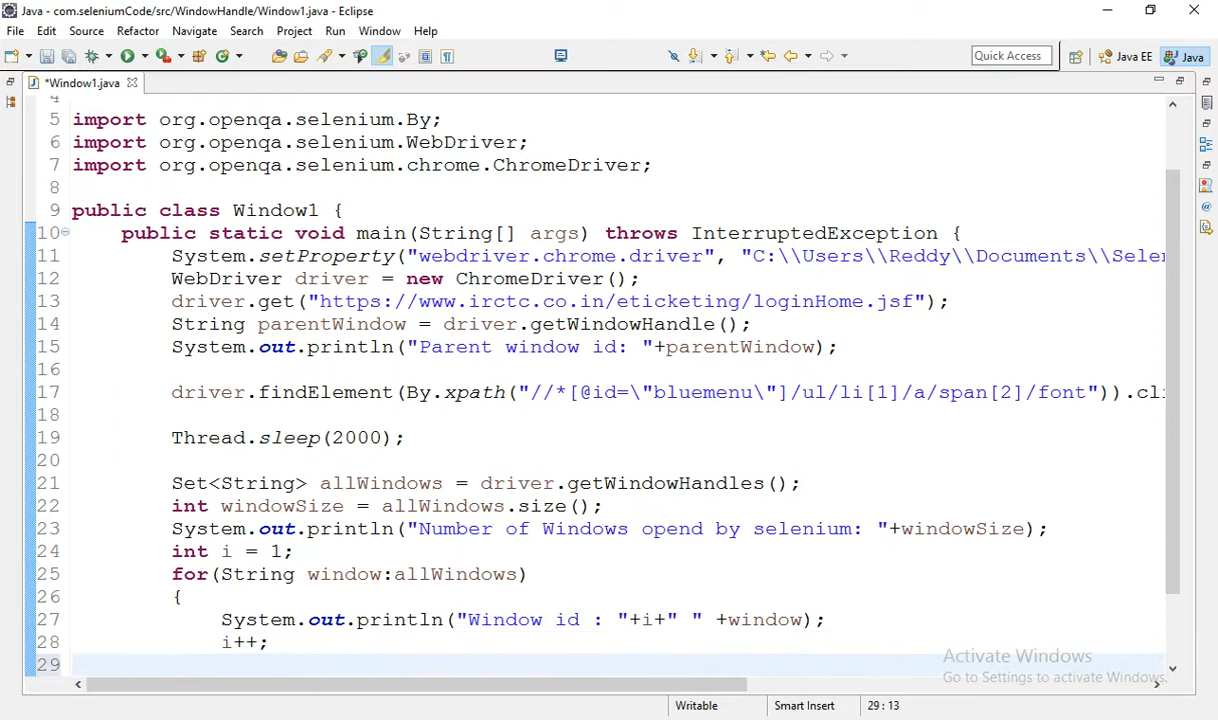 Java - com.seleniumCode/src/WindowHandle/Window1.java - Eclipse
File Edit Source Refactor Navigate Search Project Run Window Help
Quick Access Java EE Java
*Window1.java
4
5 import org.openqa.selenium.By;
6 import org.openqa.selenium.WebDriver;
7 import org.openqa.selenium.chrome.ChromeDriver;
8
9 public class Window1 {
10 public static void main(String[] args) throws InterruptedException {
11 System.setProperty("webdriver.chrome.driver", "C:\\Users\\Reddy\\Documents\\Seler
12 WebDriver driver = new ChromeDriver();
13 driver.get("https://www.irctc.co.in/eticketing/loginHome.jsf");
14 String parentWindow = driver.getWindowHandle();
15 System.out.println("Parent window id: "+parentWindow);
16
17 driver.findElement(By.xpath("//*[@id=\"bluemenu\"]/ul/li[1]/a/span[2]/font")).cli
18
19 Thread.sleep(2000);
20
21 Set<String> allWindows = driver.getWindowHandles();
22 int windowSize = allWindows.size();
23 System.out.println("Number of Windows opend by selenium: "+windowSize);
24 int i = 1;
25 for(String window:allWindows)
26 {
27 System.out.println("Window id : "+i+" " +window);
28 i++;
29
Activate Windows
Go to Settings to activate Windows.
Writable Smart Insert 29 : 13